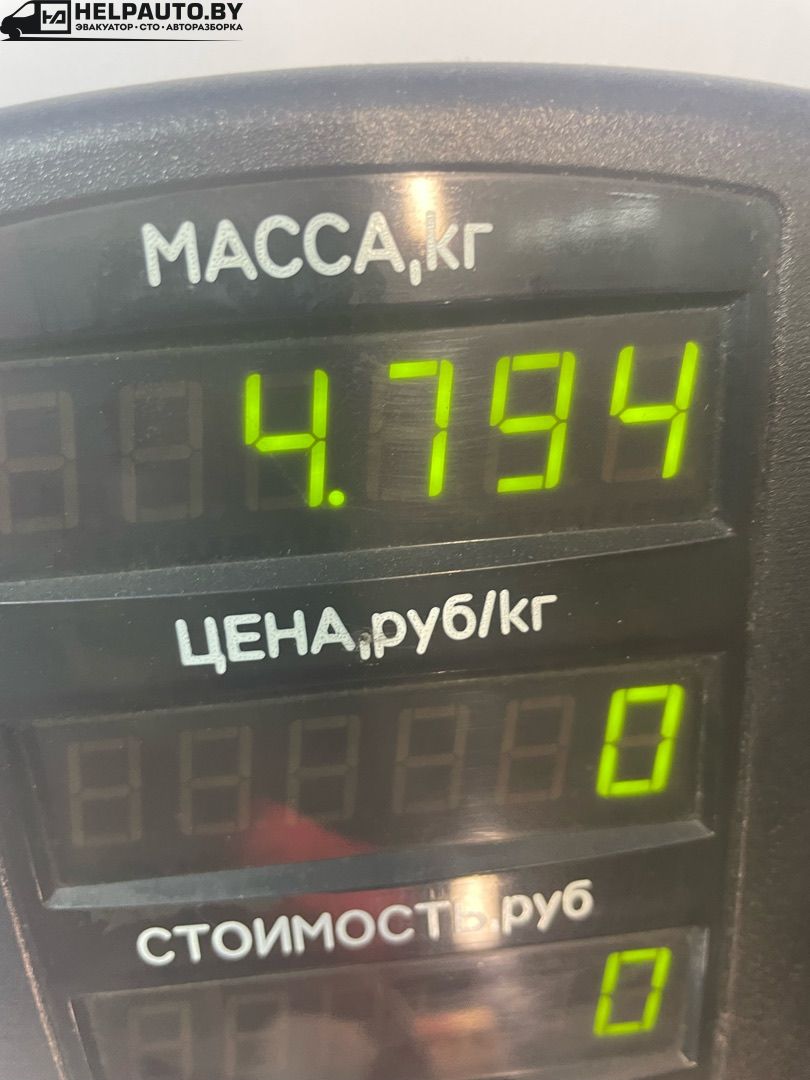 HELPAUTO.BY
ЭВАКУАТОР • СТО • АВТОРАЗБОРКА
МАССА,кг
4.794
ЦЕНА,руб/кг
0
СТОИМОСТЬ,руб
0